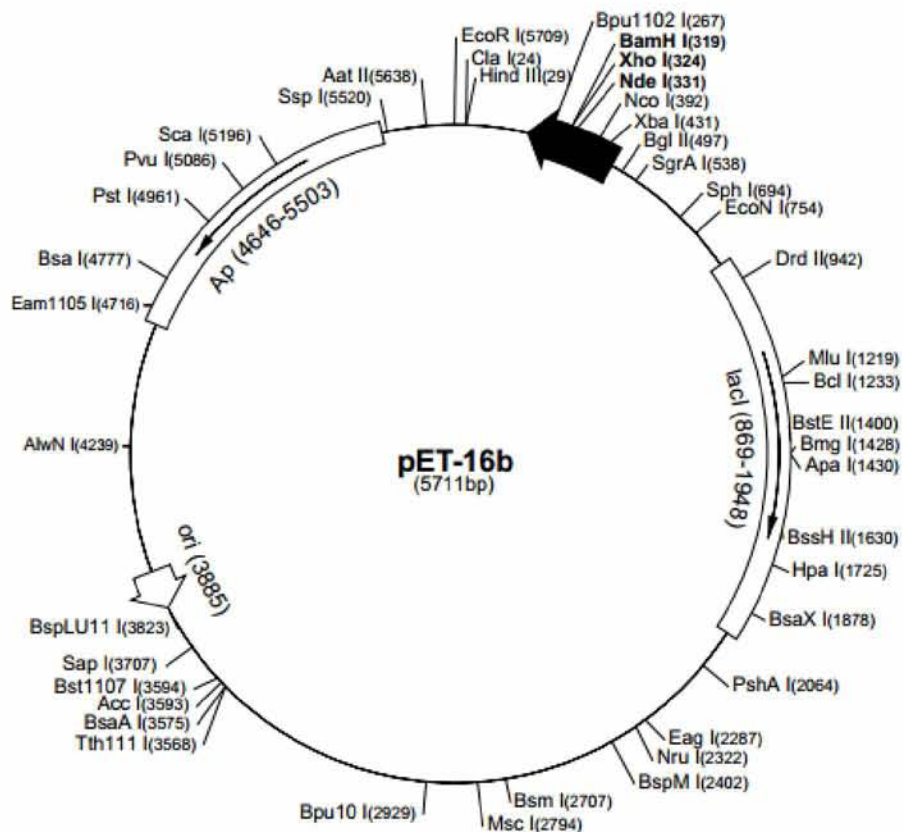 EcoR I(5709)
Cla I(24)
Hind III(29)
Bpu1102 I(267)
BamH I(319)
Xho I(324)
Nde I(331)
Nco I(392)
Xba I(431)
Bgl II(497)
SgrA I(538)
Sph I(694)
EcoN I(754)
Drd II(942)
Mlu I(1219)
Bcl I(1233)
BstE II(1400)
Bmg I(1428)
Apa I(1430)
BssH II(1630)
Hpa I(1725)
BsaX I(1878)
PshA I(2064)
Eag I(2287)
Nru I(2322)
BspM I(2402)
Bsm I(2707)
Msc I(2794)
Bpu10 I(2929)
Tth111 I(3568)
BsaA I(3575)
Acc I(3593)
Bst1107 I(3594)
Sap I(3707)
BspLU11 I(3823)
AlwN I(4239)
Eam1105 I(4716)
Bsa I(4777)
Pst I(4961)
Pvu I(5086)
Sca I(5196)
Ssp I(5520)
Aat II(5638)
Ap (4646-5503)
lacI (869-1948)
ori (3885)
pET-16b
(5711bp)